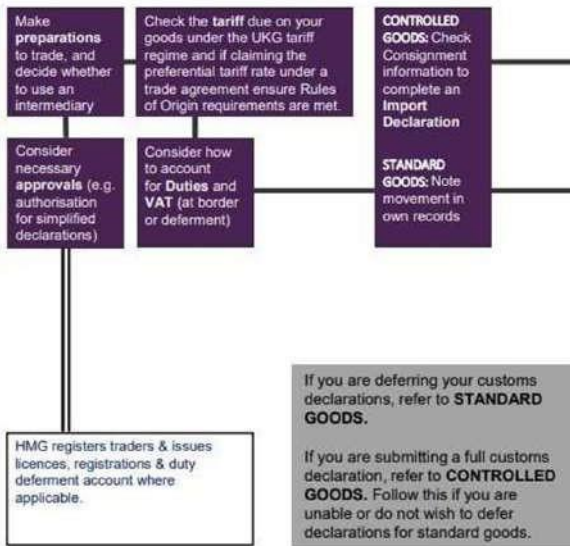 Make
preparations
to trade, and
decide whether
to use an
intermediary
Check the tariff due on your
goods under the UKG tariff
regime and if claiming the
preferential tariff rate under a
trade agreement ensure Rules
of Origin requirements are met.
CONTROLLED
GOODS: Check
Consignment
information to
complete an
Import
Declaration
STANDARD
GOODS: Note
movement in
own records
Consider
necessary
approvals (e.g.
authorisation
for simplified
declarations)
Consider how
to account
for Duties and
VAT (at border
or deferment)
HMG registers traders & issues
licences, registrations & duty
deferment account where
applicable.
If you are deferring your customs
declarations, refer to STANDARD
GOODS.
If you are submitting a full customs
declaration, refer to CONTROLLED
GOODS. Follow this if you are
unable or do not wish to defer
declarations for standard goods.